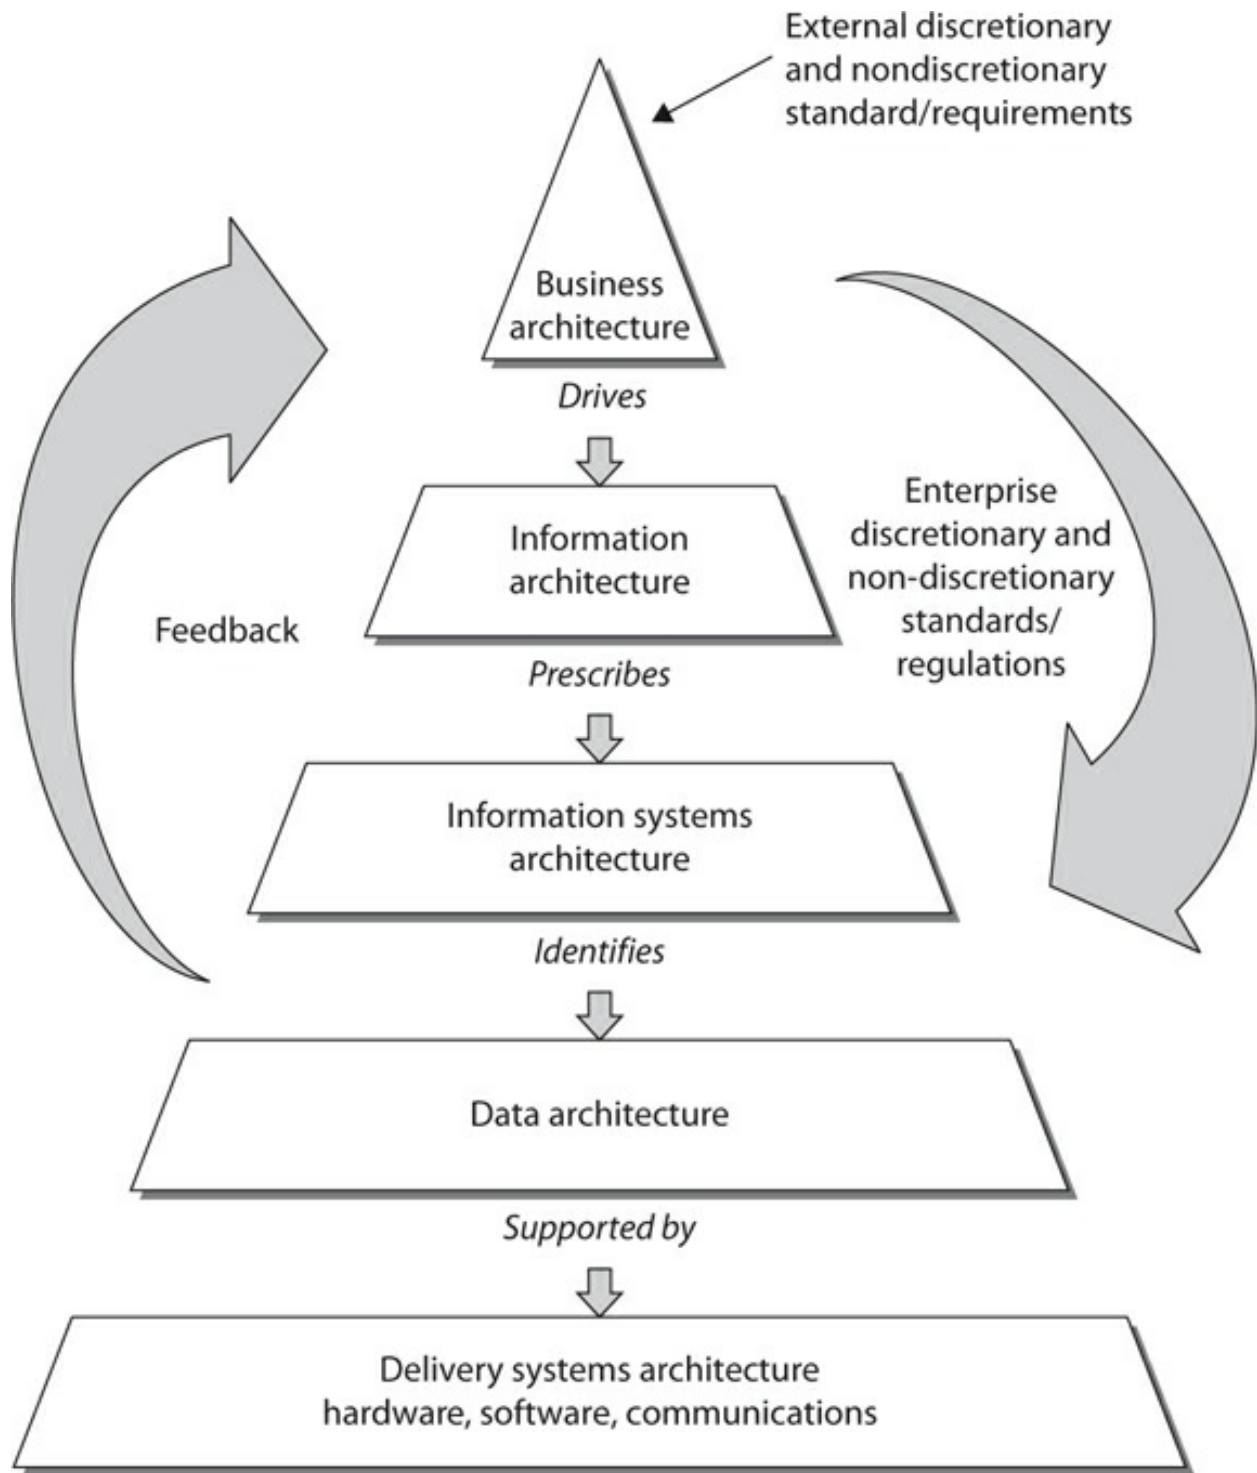 External discretionary
and nondiscretionary
standard/requirements
Business
architecture
Drives
Information
architecture
Enterprise
discretionary and
non-discretionary
standards/
regulations
Feedback
Prescribes
Information systems
architecture
Identifies
Data architecture
Supported by
Delivery systems architecture
hardware, software, communications